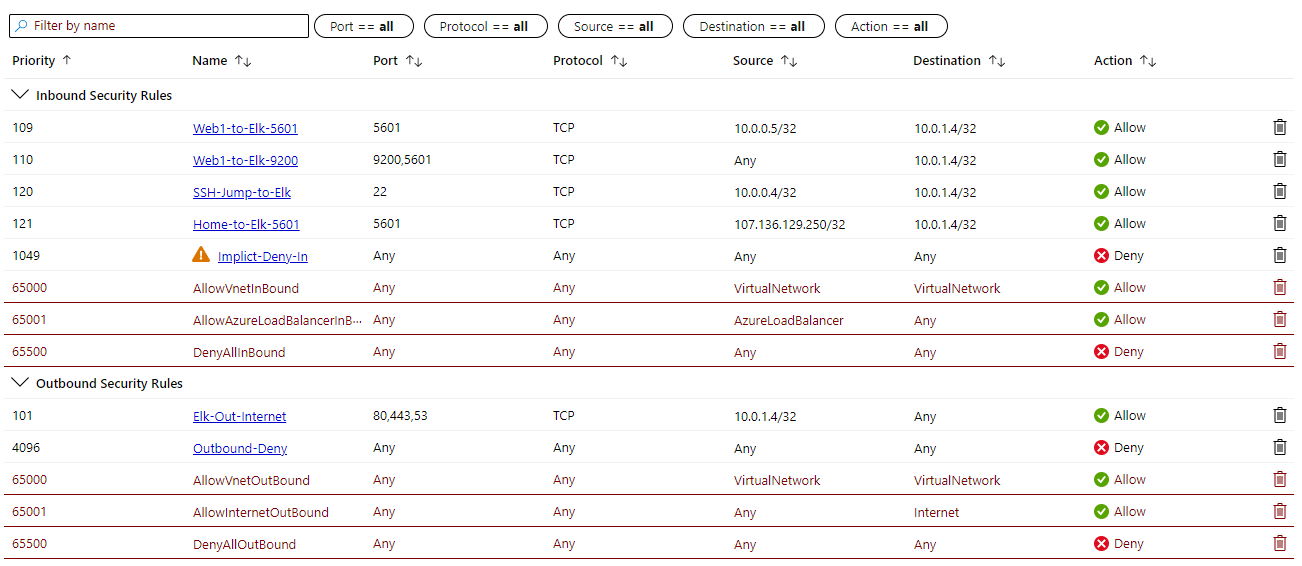 Filter by name Port == all Protocol == all Source == all Destination == all Action == all
Priority ↑ Name ↑↓ Port ↑↓ Protocol ↑↓ Source ↑↓ Destination ↑↓ Action ↑↓
Inbound Security Rules
109 Web1-to-Elk-5601 5601 TCP 10.0.0.5/32 10.0.1.4/32 Allow
110 Web1-to-Elk-9200 9200,5601 TCP Any 10.0.1.4/32 Allow
120 SSH-Jump-to-Elk 22 TCP 10.0.0.4/32 10.0.1.4/32 Allow
121 Home-to-Elk-5601 5601 TCP 107.136.129.250/32 10.0.1.4/32 Allow
1049 Implict-Deny-In Any Any Any Any Deny
65000 AllowVnetInBound Any Any VirtualNetwork VirtualNetwork Allow
65001 AllowAzureLoadBalancerInB··· Any Any AzureLoadBalancer Any Allow
65500 DenyAllInBound Any Any Any Any Deny
Outbound Security Rules
101 Elk-Out-Internet 80,443,53 TCP 10.0.1.4/32 Any Allow
4096 Outbound-Deny Any Any Any Any Deny
65000 AllowVnetOutBound Any Any VirtualNetwork VirtualNetwork Allow
65001 AllowInternetOutBound Any Any Any Internet Allow
65500 DenyAllOutBound Any Any Any Any Deny